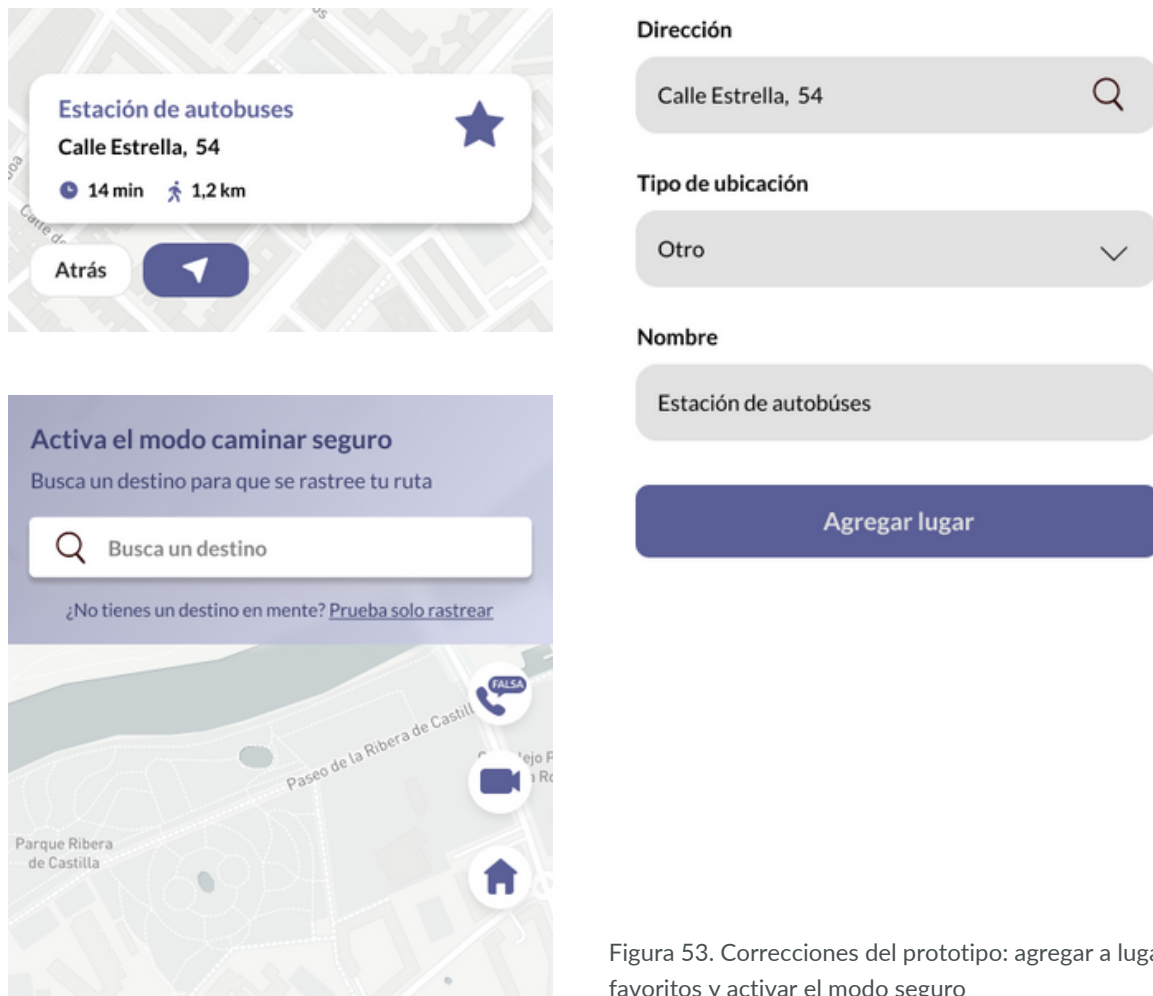 Estación de autobuses
Calle Estrella, 54
14 min 1,2 km
Atrás
Activa el modo caminar seguro
Busca un destino para que se rastree tu ruta
Busca un destino
¿No tienes un destino en mente? Prueba solo rastrear
FALSA
Paseo de la Ribera de Castill
Parque Ribera
de Castilla
Dirección
Calle Estrella, 54
Tipo de ubicación
Otro
Nombre
Estación de autobúses
Agregar lugar
Figura 53. Correcciones del prototipo: agregar a luga
favoritos y activar el modo seguro